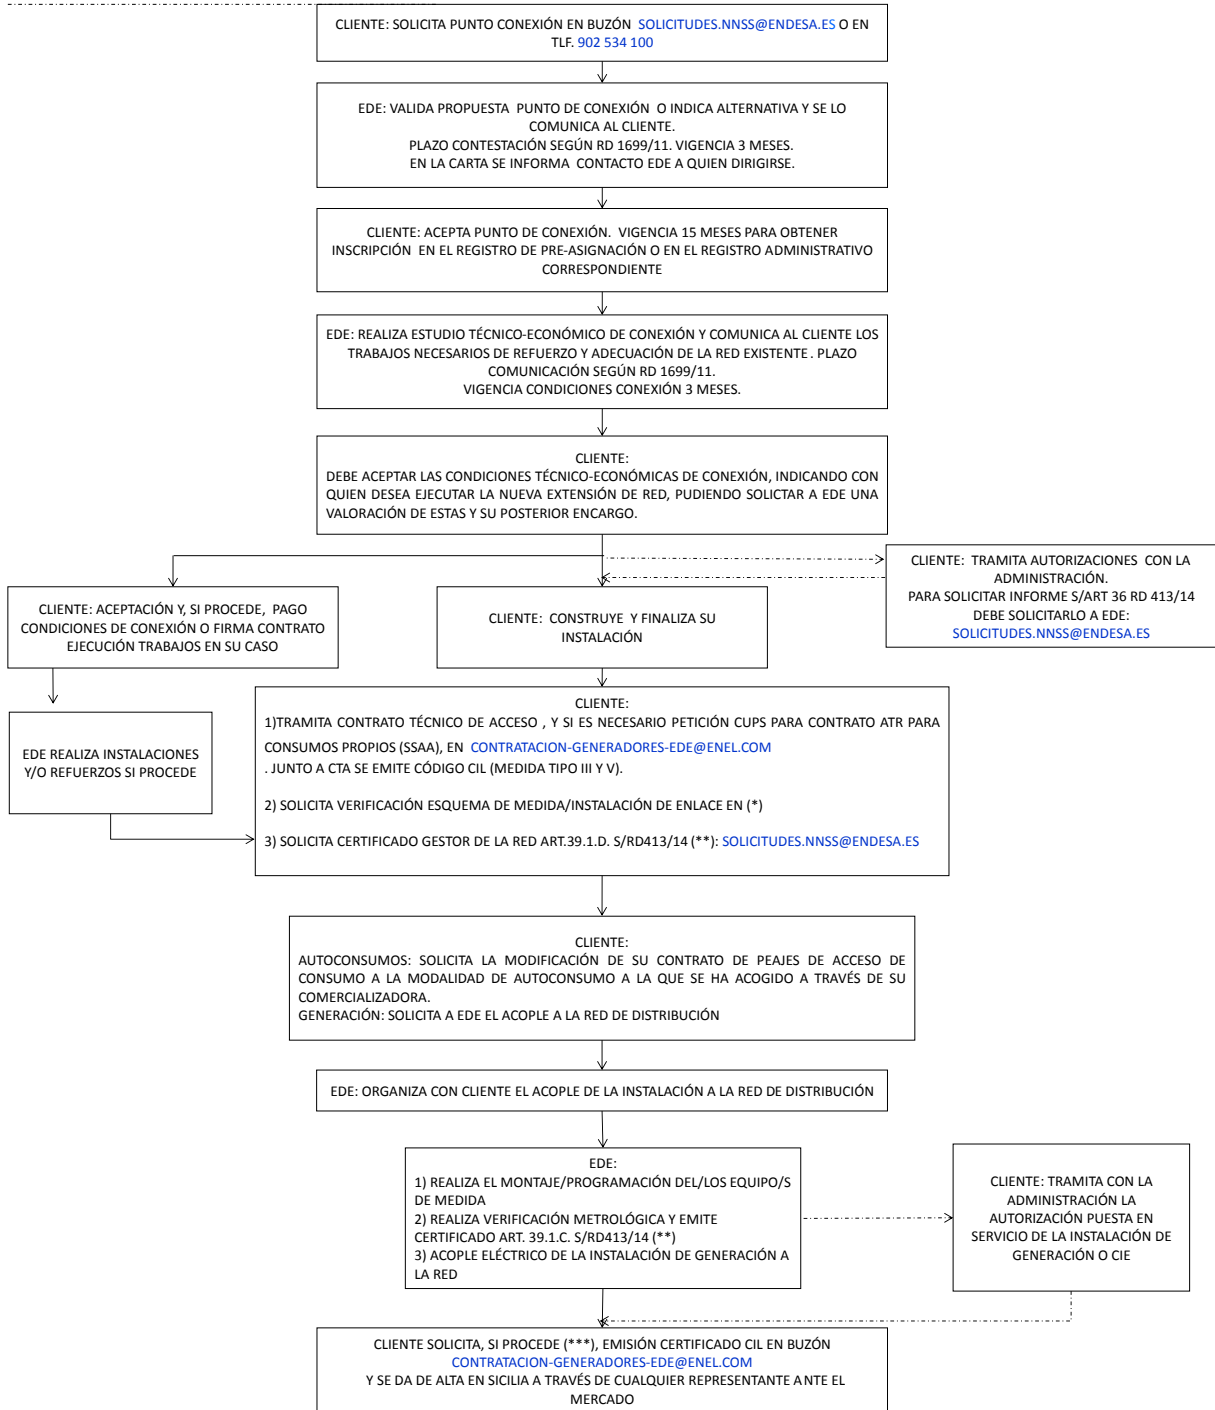 CLIENTE: SOLICITA PUNTO CONEXIÓN EN BUZÓN SOLICITUDES.NNSS@ENDESA.ES O EN
TLF. 902 534 100
EDE: VALIDA PROPUESTA PUNTO DE CONEXIÓN O INDICA ALTERNATIVA Y SE LO
COMUNICA AL CLIENTE.
PLAZO CONTESTACIÓN SEGÚN RD 1699/11. VIGENCIA 3 MESES.
EN LA CARTA SE INFORMA CONTACTO EDE A QUIEN DIRIGIRSE.
CLIENTE: ACEPTA PUNTO DE CONEXIÓN. VIGENCIA 15 MESES PARA OBTENER
INSCRIPCIÓN EN EL REGISTRO DE PRE-ASIGNACIÓN O EN EL REGISTRO ADMINISTRATIVO
CORRESPONDIENTE
EDE: REALIZA ESTUDIO TÉCNICO-ECONÓMICO DE CONEXIÓN Y COMUNICA AL CLIENTE LOS
TRABAJOS NECESARIOS DE REFUERZO Y ADECUACIÓN DE LA RED EXISTENTE. PLAZO
COMUNICACIÓN SEGÚN RD 1699/11.
VIGENCIA CONDICIONES CONEXIÓN 3 MESES.
CLIENTE:
DEBE ACEPTAR LAS CONDICIONES TÉCNICO-ECONÓMICAS DE CONEXIÓN, INDICANDO CON
QUIEN DESEA EJECUTAR LA NUEVA EXTENSIÓN DE RED, PUDIENDO SOLICTAR A EDE UNA
VALORACIÓN DE ESTAS Y SU POSTERIOR ENCARGO.
CLIENTE: TRAMITA AUTORIZACIONES CON LA
ADMINISTRACIÓN.
PARA SOLICITAR INFORME S/ART 36 RD 413/14
DEBE SOLICITARLO A EDE:
SOLICITUDES.NNSS@ENDESA.ES
CLIENTE: ACEPTACIÓN Y, SI PROCEDE, PAGO
CONDICIONES DE CONEXIÓN O FIRMA CONTRATO
EJECUCIÓN TRABAJOS EN SU CASO
CLIENTE: CONSTRUYE Y FINALIZA SU
INSTALACIÓN
EDE REALIZA INSTALACIONES
Y/O REFUERZOS SI PROCEDE
CLIENTE:
1)TRAMITA CONTRATO TÉCNICO DE ACCESO , Y SI ES NECESARIO PETICIÓN CUPS PARA CONTRATO ATR PARA
CONSUMOS PROPIOS (SSAA), EN CONTRATACION-GENERADORES-EDE@ENEL.COM
. JUNTO A CTA SE EMITE CÓDIGO CIL (MEDIDA TIPO III Y V).
2) SOLICITA VERIFICACIÓN ESQUEMA DE MEDIDA/INSTALACIÓN DE ENLACE EN (*)
3) SOLICITA CERTIFICADO GESTOR DE LA RED ART.39.1.D. S/RD413/14 (**): SOLICITUDES.NNSS@ENDESA.ES
CLIENTE:
AUTOCONSUMOS: SOLICITA LA MODIFICACIÓN DE SU CONTRATO DE PEAJES DE ACCESO DE
CONSUMO A LA MODALIDAD DE AUTOCONSUMO A LA QUE SE HA ACOGIDO A TRAVÉS DE SU
COMERCIALIZADORA.
GENERACIÓN: SOLICITA A EDE EL ACOPLE A LA RED DE DISTRIBUCIÓN
EDE: ORGANIZA CON CLIENTE EL ACOPLE DE LA INSTALACIÓN A LA RED DE DISTRIBUCIÓN
EDE:
1) REALIZA EL MONTAJE/PROGRAMACIÓN DEL/LOS EQUIPO/S
DE MEDIDA
2) REALIZA VERIFICACIÓN METROLÓGICA Y EMITE
CERTIFICADO ART. 39.1.C. S/RD413/14 (**)
3) ACOPLE ELÉCTRICO DE LA INSTALACIÓN DE GENERACIÓN A
LA RED
CLIENTE: TRAMITA CON LA
ADMINISTRACIÓN LA
AUTORIZACIÓN PUESTA EN
SERVICIO DE LA INSTALACIÓN DE
GENERACIÓN O CIE
CLIENTE SOLICITA, SI PROCEDE (***), EMISIÓN CERTIFICADO CIL EN BUZÓN
CONTRATACION-GENERADORES-EDE@ENEL.COM
Y SE DA DE ALTA EN SICILIA A TRAVÉS DE CUALQUIER REPRESENTANTE ANTE EL
MERCADO